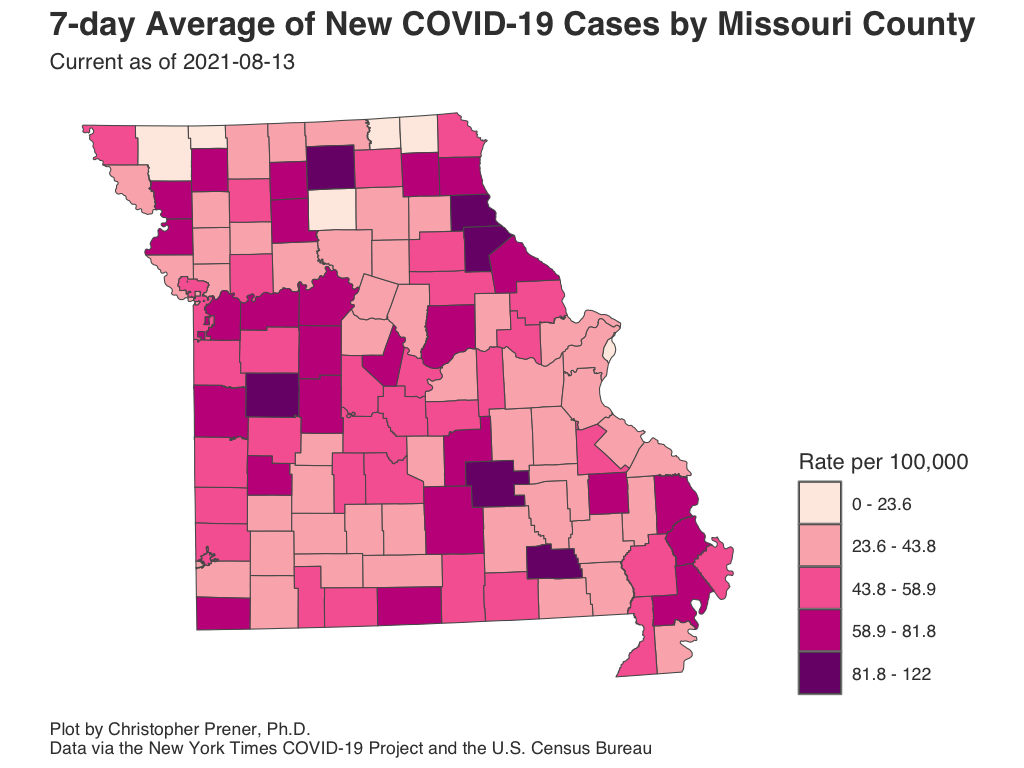 7-day Average of New COVID-19 Cases by Missouri County
Current as of 2021-08-13
Rate per 100,000
0 - 23.6
23.6 - 43.8
43.8 - 58.9
58.9 - 81.8
81.8 - 122
Plot by Christopher Prener, Ph.D.
Data via the New York Times COVID-19 Project and the U.S. Census Bureau